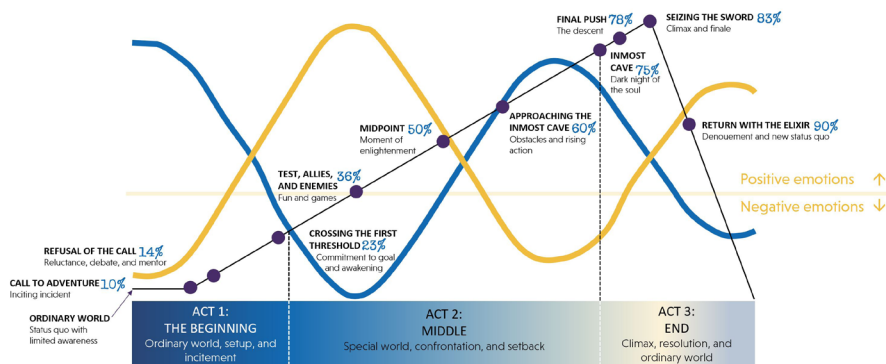 FINAL PUSH 78%
The descent
SEIZING THE SWORD 83%
Climax and finale
INMOST
CAVE 75%
Dark night of
the soul
MIDPOINT 50%
Moment of
enlightenment
APPROACHING THE
INMOST CAVE 60%
Obstacles and rising
action
RETURN WITH THE ELIXIR 90%
Denouement and new status quo
TEST, ALLIES,
AND ENEMIES 36%
Fun and games
Positive emotions ↑
Negative emotions ↓
CROSSING THE FIRST
THRESHOLD 23%
Commitment to goal
and awakening
REFUSAL OF THE CALL 14%
Reluctance, debate, and mentor
CALL TO ADVENTURE 10%
Inciting incident
ORDINARY WORLD
Status quo with
limited awareness
ACT 1:
THE BEGINNING
Ordinary world, setup, and
incitement
ACT 2:
MIDDLE
Special world, confrontation, and setback
ACT 3:
END
Climax, resolution, and
ordinary world